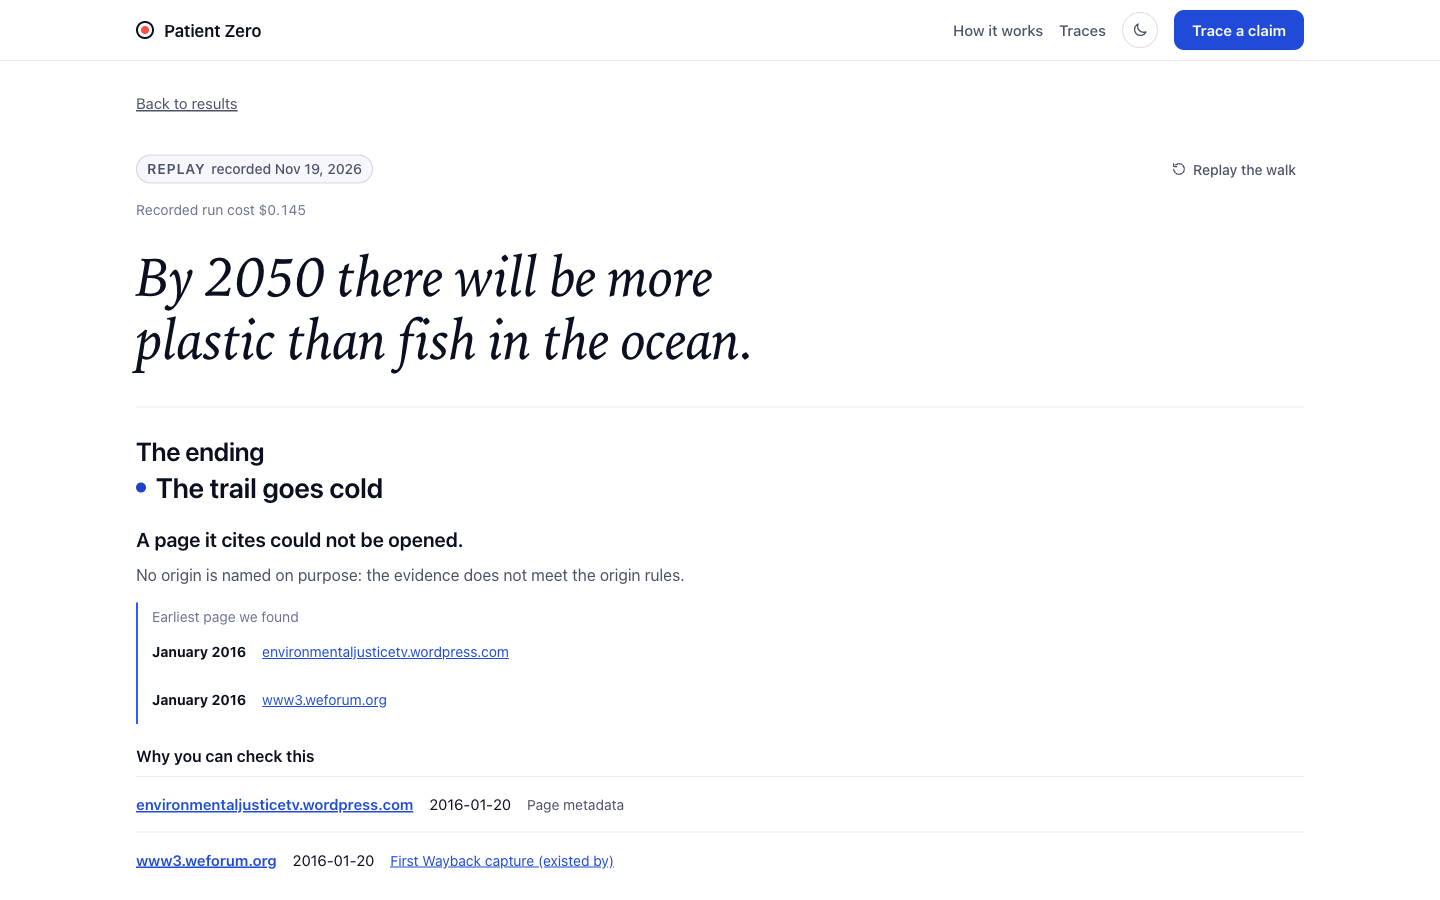 Patient Zero
How it works
Traces
Trace a claim
Back to results
REPLAY recorded Nov 19, 2026
Replay the walk
Recorded run cost $0.145
By 2050 there will be more
plastic than fish in the ocean.
The ending
The trail goes cold
A page it cites could not be opened.
No origin is named on purpose: the evidence does not meet the origin rules.
Earliest page we found
January 2016 environmentaljusticetv.wordpress.com
January 2016 www3.weforum.org
Why you can check this
environmentaljusticetv.wordpress.com 2016-01-20 Page metadata
www3.weforum.org 2016-01-20 First Wayback capture (existed by)